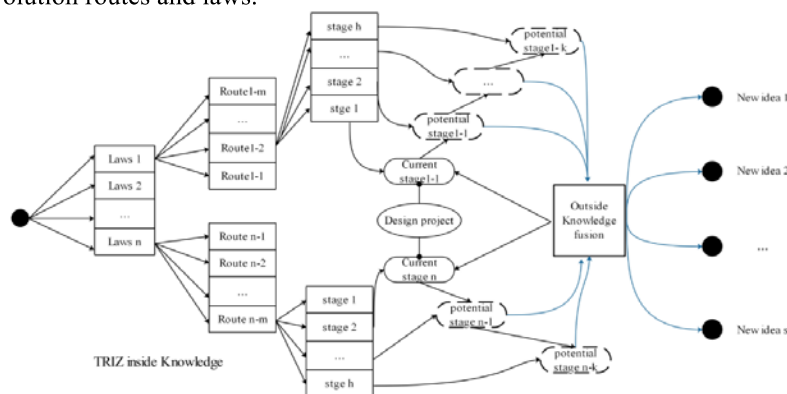 olution routes and laws.
stage h
...
stage 2
stge 1
potential
stage1- k
...
potential
stage1-1
Current
stage1-1
Route1-m
...
Route1-2
Route1-1
Laws 1
Laws 2
...
Laws n
Design project
Outside
Knowledge
fusion
New idea 1
New idea 2
...
New idea s
Route n-1
Route n-2
...
Route n-m
Current
stage n
stage 1
stage 2
...
stge h
potential
stage n-1
potential
stage n-k
TRIZ inside Knowledge